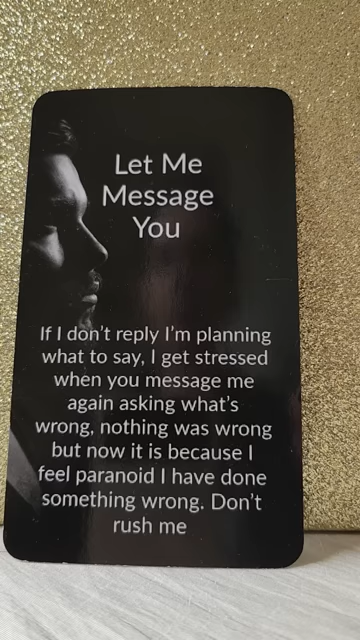 Let Me
Message
You
If I don't reply I'm planning
what to say, I get stressed
when you message me
again asking what's
wrong, nothing was wrong
but now it is because I
feel paranoid I have done
something wrong. Don't
rush me